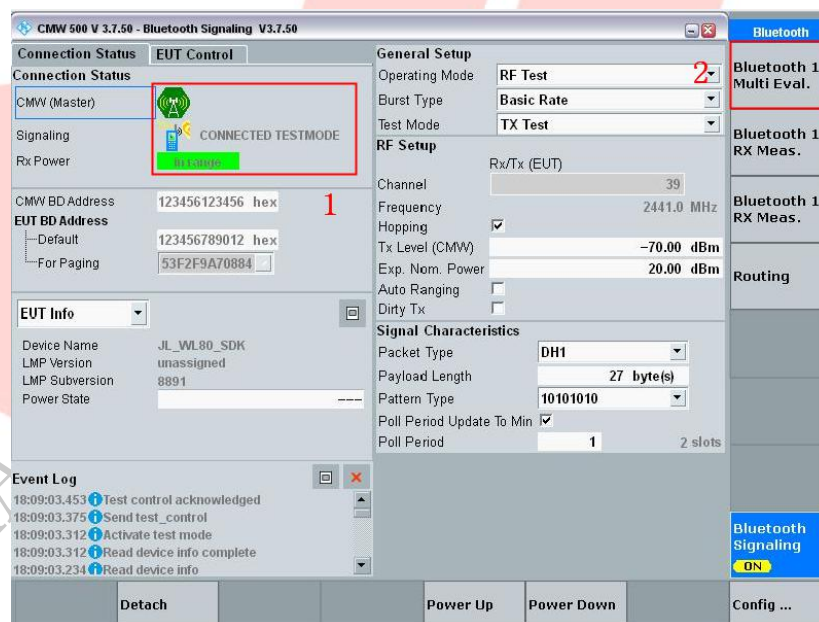 CMW 500 V 3.7.50 - Bluetooth Signaling V3.7.50
Connection Status EUT Control
Connection Status
CMW (Master)
Signaling CONNECTED TESTMODE
Rx Power In range
1
CMW BD Address 123456123456 hex
EUT BD Address
Default 123456789012 hex
For Paging 53F2F9A70884
EUT Info
Device Name JL_WL80_SDK
LMP Version unassigned
LMP Subversion 8891
Power State ---
Event Log
18:09:03.453 Test control acknowledged
18:09:03.375 Send test_control
18:09:03.312 Activate test mode
18:09:03.312 Read device info complete
18:09:03.234 Read device info
General Setup
Operating Mode RF Test
2
Burst Type Basic Rate
Test Mode TX Test
RF Setup
Rx/Tx (EUT)
Channel 39
Frequency 2441.0 MHz
Hopping
Tx Level (CMW) -70.00 dBm
Exp. Nom. Power 20.00 dBm
Auto Ranging
Dirty Tx
Signal Characteristics
Packet Type DH1
Payload Length 27 byte(s)
Pattern Type 10101010
Poll Period Update To Min
Poll Period 1 2 slots
Bluetooth
Bluetooth 1
Multi Eval.
Bluetooth 1
RX Meas.
Bluetooth 1
RX Meas.
Routing
Bluetooth
Signaling
ON
Detach Power Up Power Down Config ...